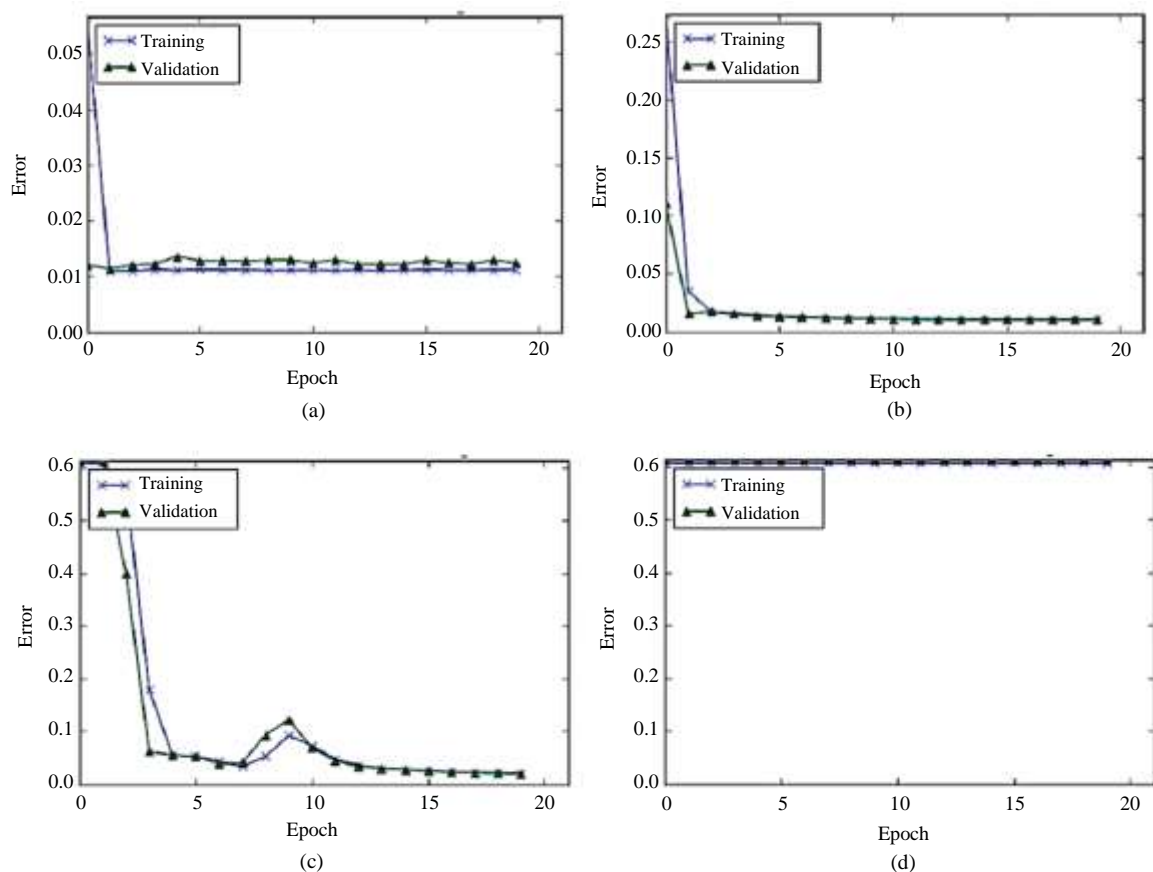 0.05
0.04
0.03
0.02
0.01
0.00
Error
Training
Validation
0 5 10 15 20
Epoch
(a)
0.25
0.20
0.15
0.10
0.05
0.00
Error
Training
Validation
0 5 10 15 20
Epoch
(b)
0.6
0.5
0.4
0.3
0.2
0.1
0.0
Error
Training
Validation
0 5 10 15 20
Epoch
(c)
0.6
0.5
0.4
0.3
0.2
0.1
0.0
Error
Training
Validation
0 5 10 15 20
Epoch
(d)